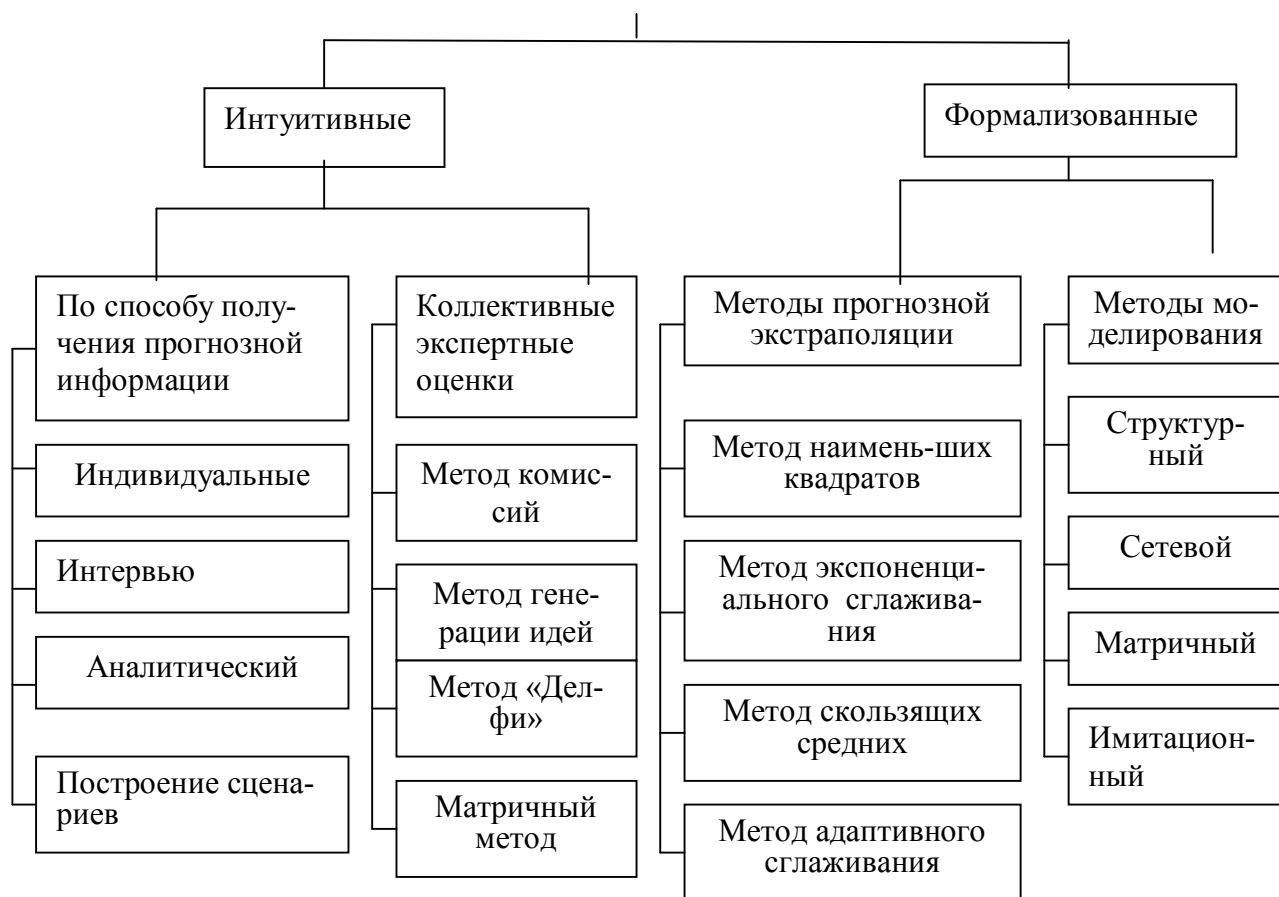 Интуитивные
Формализованные
По способу полу-
чения прогнозной
информации
Индивидуальные
Интервью
Аналитический
Построение сцена-
риев
Коллективные
экспертные
оценки
Метод комис-
сий
Метод гене-
рации идей
Метод «Дел-
фи»
Матричный
метод
Методы прогнозной
экстраполяции
Метод наимень-ших
квадратов
Метод экспоненци-
ального сглажива-
ния
Метод скользящих
средних
Метод адаптивного
сглаживания
Методы мо-
делирования
Структур-
ный
Сетевой
Матричный
Имитацион-
ный